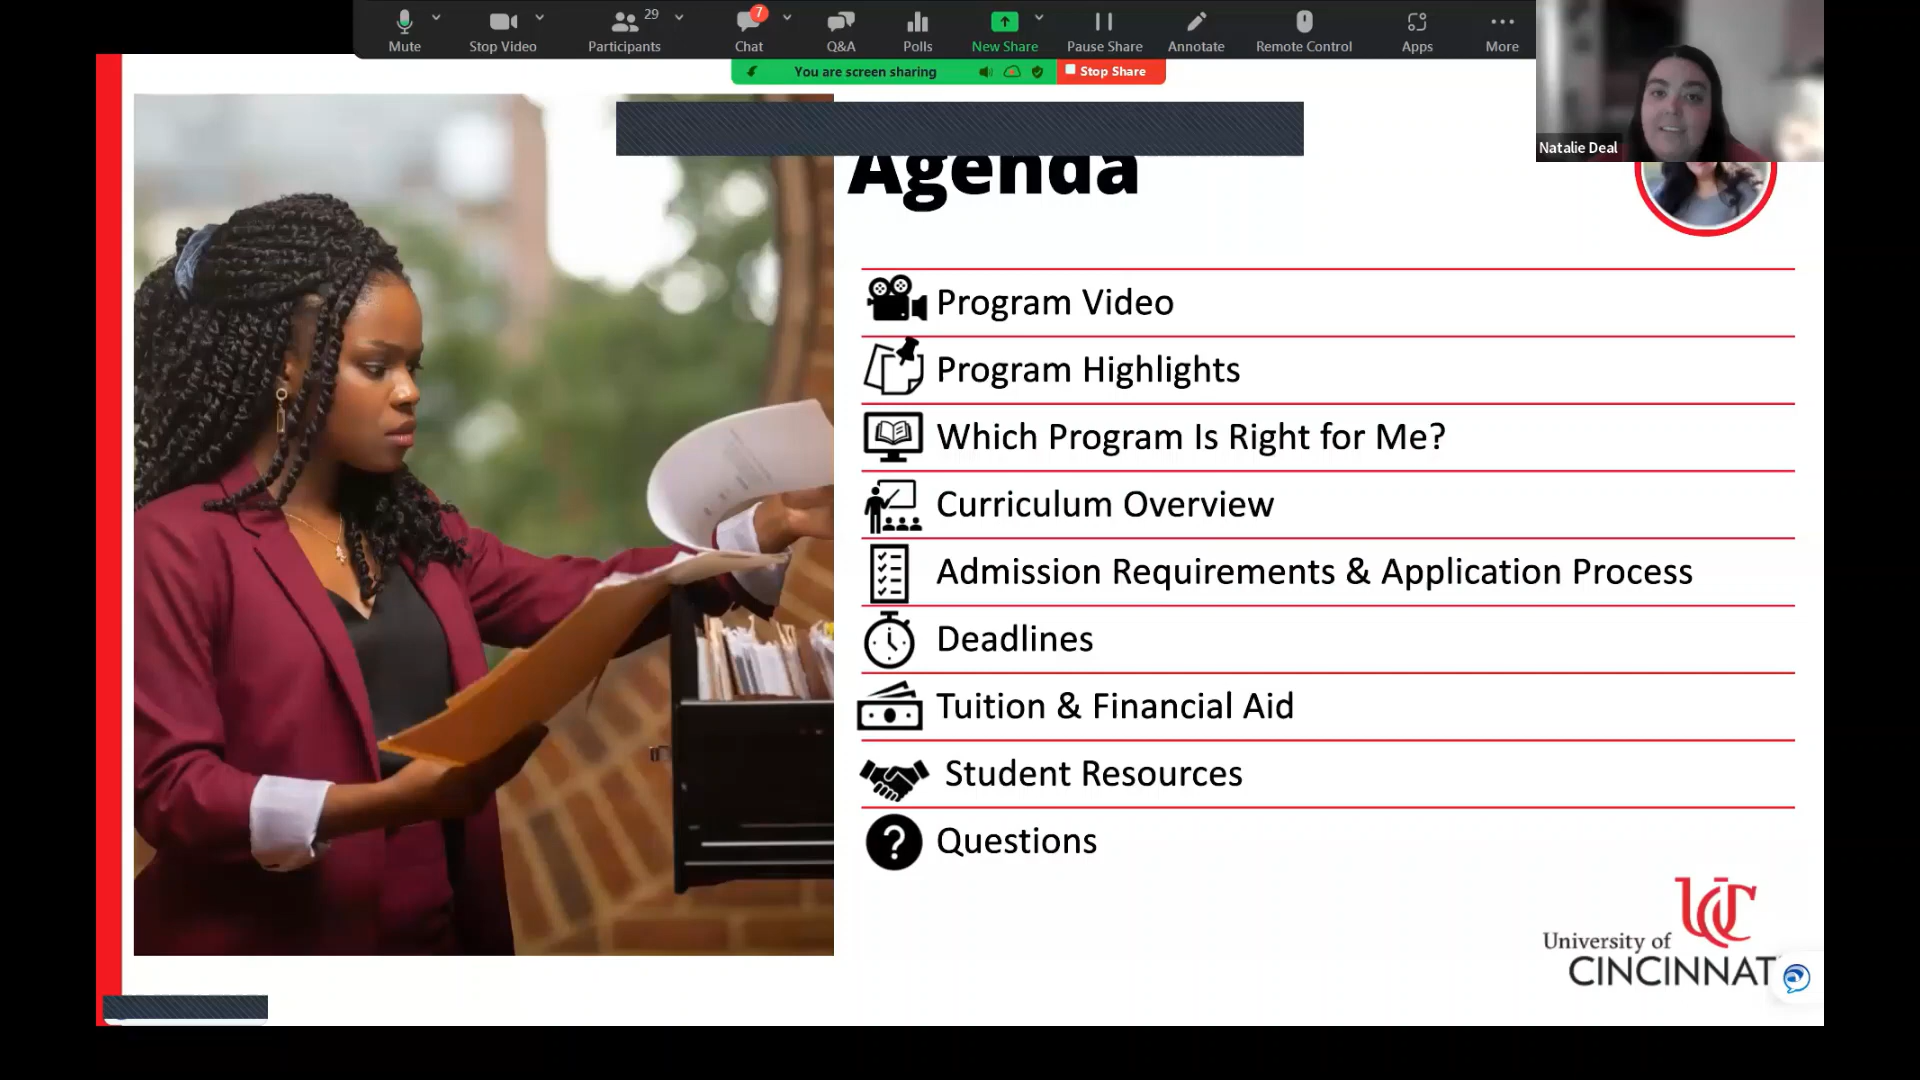 29
7
Mute
Stop Video
Participants
Chat
Q&A
Polls
New Share
Pause Share
Annotate
Remote Control
Apps
More
You are screen sharing
Stop Share
Natalie Deal
Agenda
Program Video
Program Highlights
Which Program Is Right for Me?
Curriculum Overview
Admission Requirements & Application Process
Deadlines
Tuition & Financial Aid
Student Resources
?
Questions
UC
University of
CINCINNAT